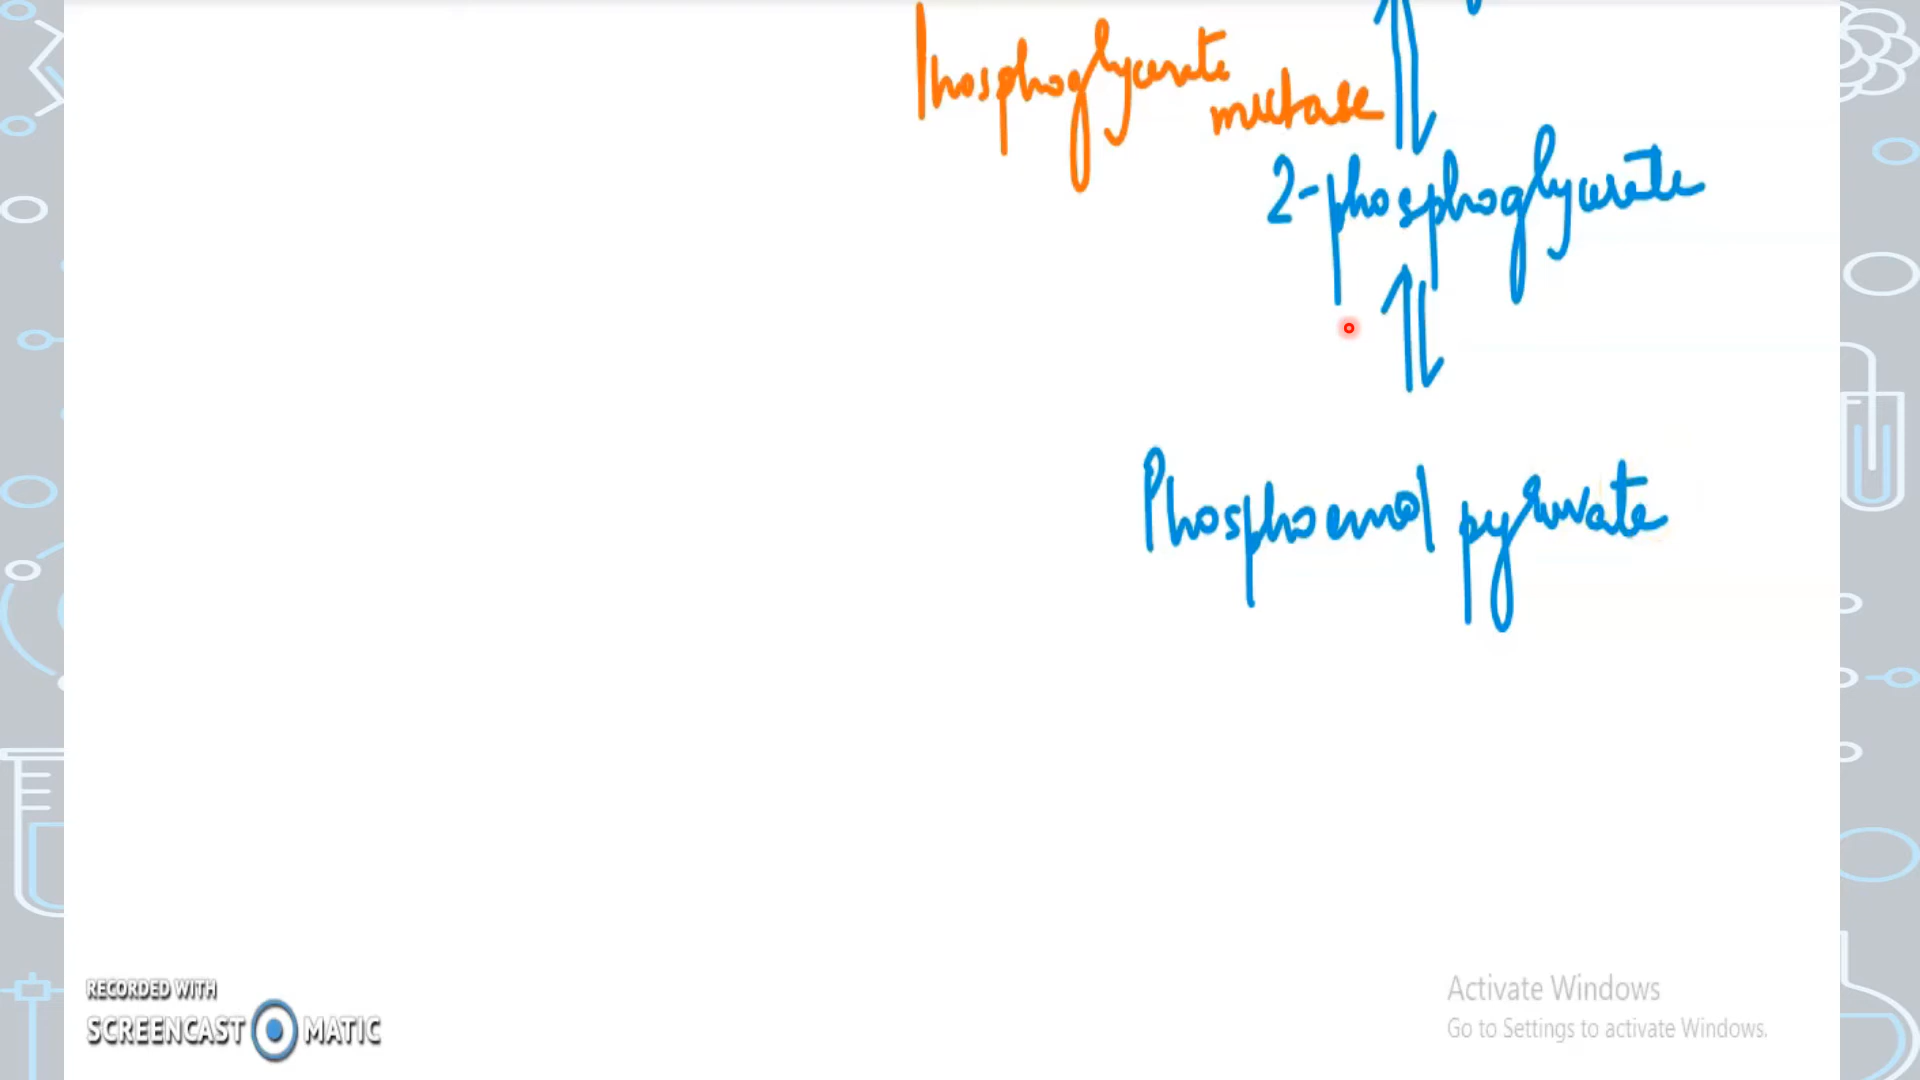 Phosphoglycerate
mutase
2-phosphoglycerate
Phosphoenol pyruvate
RECORDED WITH
SCREENCAST MATIC
Activate Windows
Go to Settings to activate Windows.